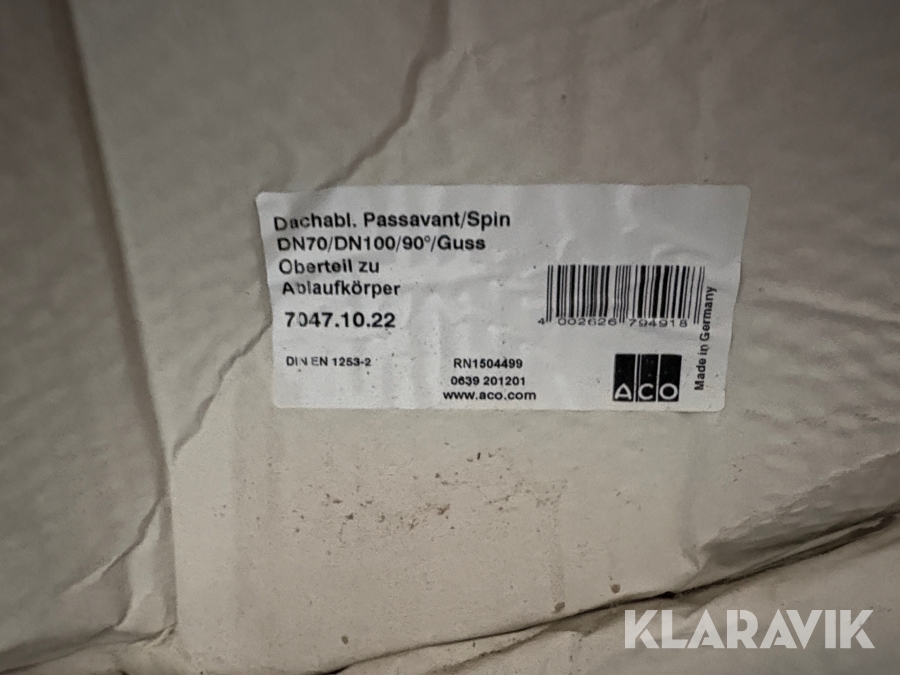 Dachabl. Passavant/Spin
DN70/DN100/90°/Guss
Oberteil zu
Ablaufkörper
7047.10.22
4 002626 794918
Made in Germany
DIN EN 1253-2
RN1504499
0639 201201
www.aco.com
ACO
KLARAVIK